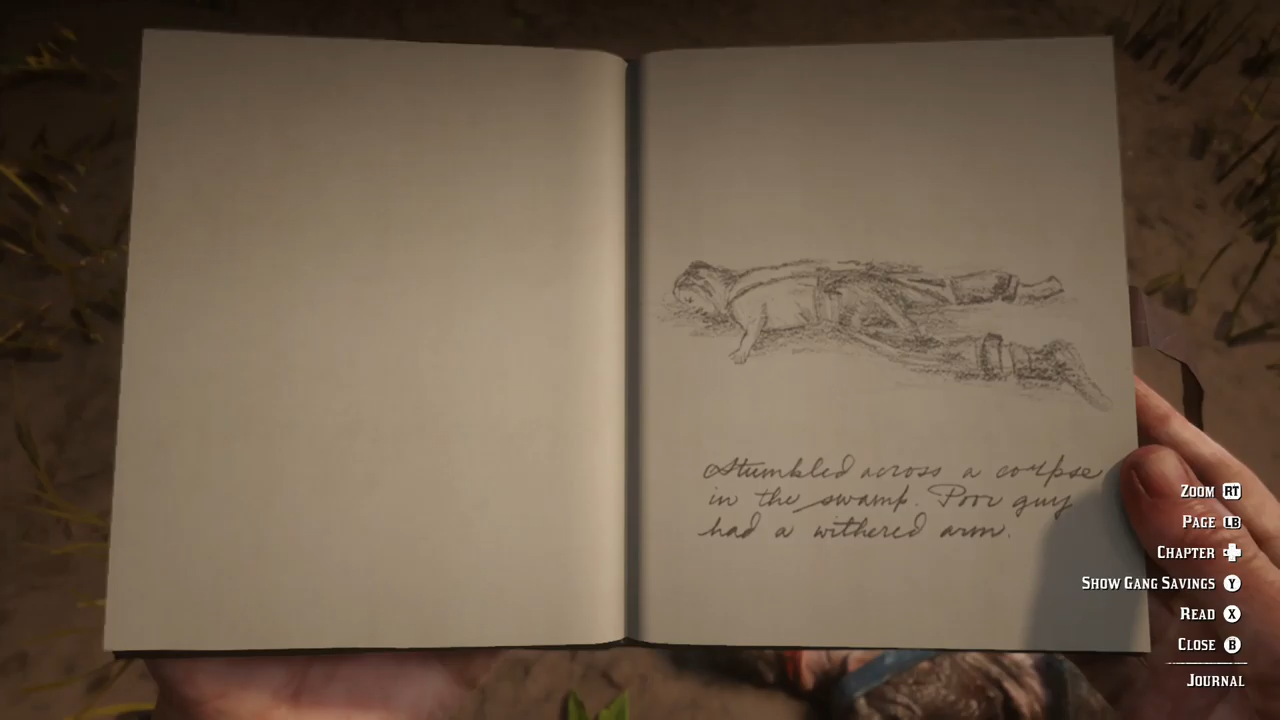 Stumbled across a corpse
in the swamp. Poor guy
had a withered arm.
ZOOM RT
PAGE LB
CHAPTER
SHOW GANG SAVINGS Y
READ X
CLOSE B
JOURNAL